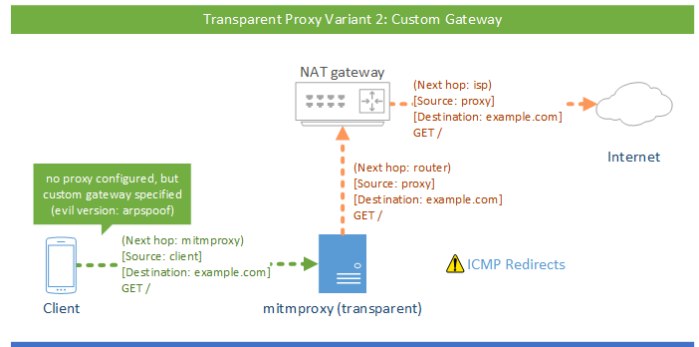 Transparent Proxy Variant 2: Custom Gateway
NAT gateway
(Next hop: isp)
[Source: proxy]
[Destination: example.com]
GET /
Internet
(Next hop: router)
[Source: proxy]
[Destination: example.com]
GET /
no proxy configured, but
custom gateway specified
(evil version: arpspoof)
(Next hop: mitmproxy)
[Source: client]
[Destination: example.com]
GET /
ICMP Redirects
Client
mitmproxy (transparent)